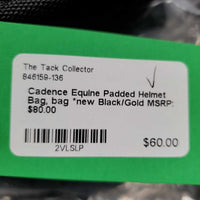 The Tack Collector
846159-136
Cadence Equine Padded Helmet
Bag, bag *new Black/Gold MSRP:
$80.00
$60.00
2VLSLP